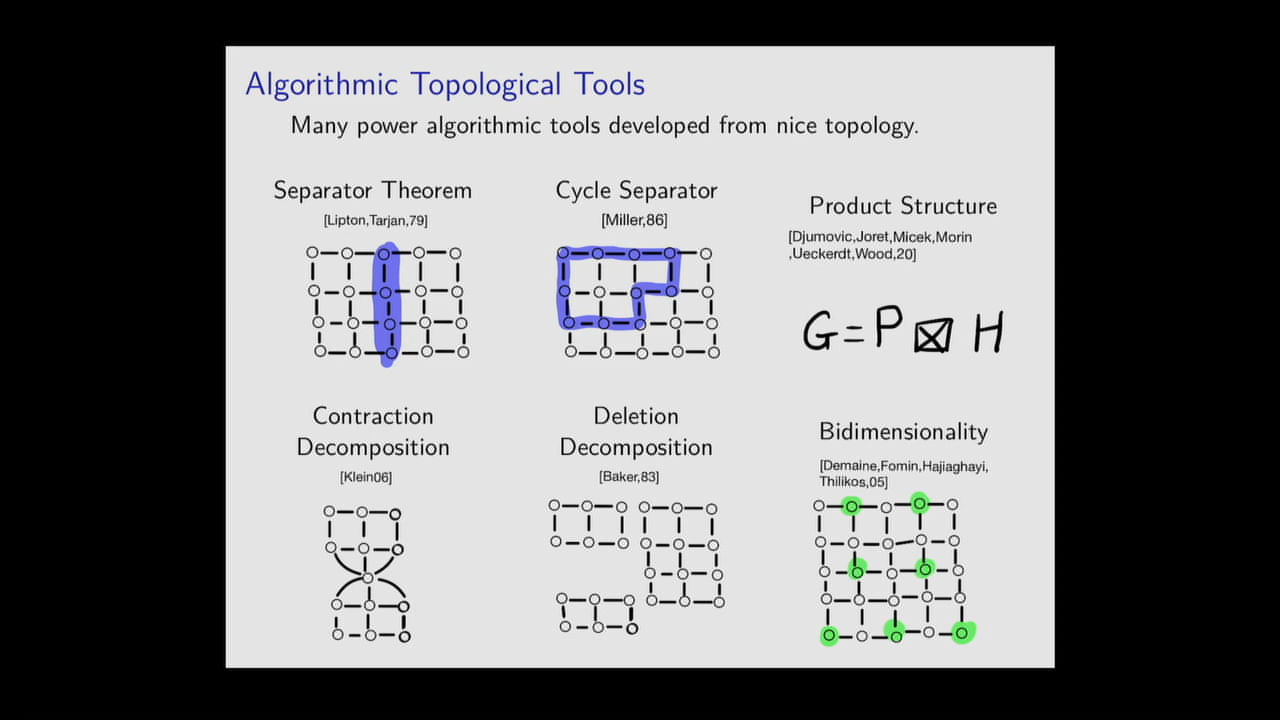 Algorithmic Topological Tools
Many power algorithmic tools developed from nice topology.
Separator Theorem
[Lipton,Tarjan,79]
Cycle Separator
[Miller,86]
Product Structure
[Djumovic,Joret,Micek,Morin
,Ueckerdt,Wood,20]
G=P⊠H
Contraction
Decomposition
[Klein06]
Deletion
Decomposition
[Baker,83]
Bidimensionality
[Demaine,Fomin,Hajiaghayi,
Thilikos,05]